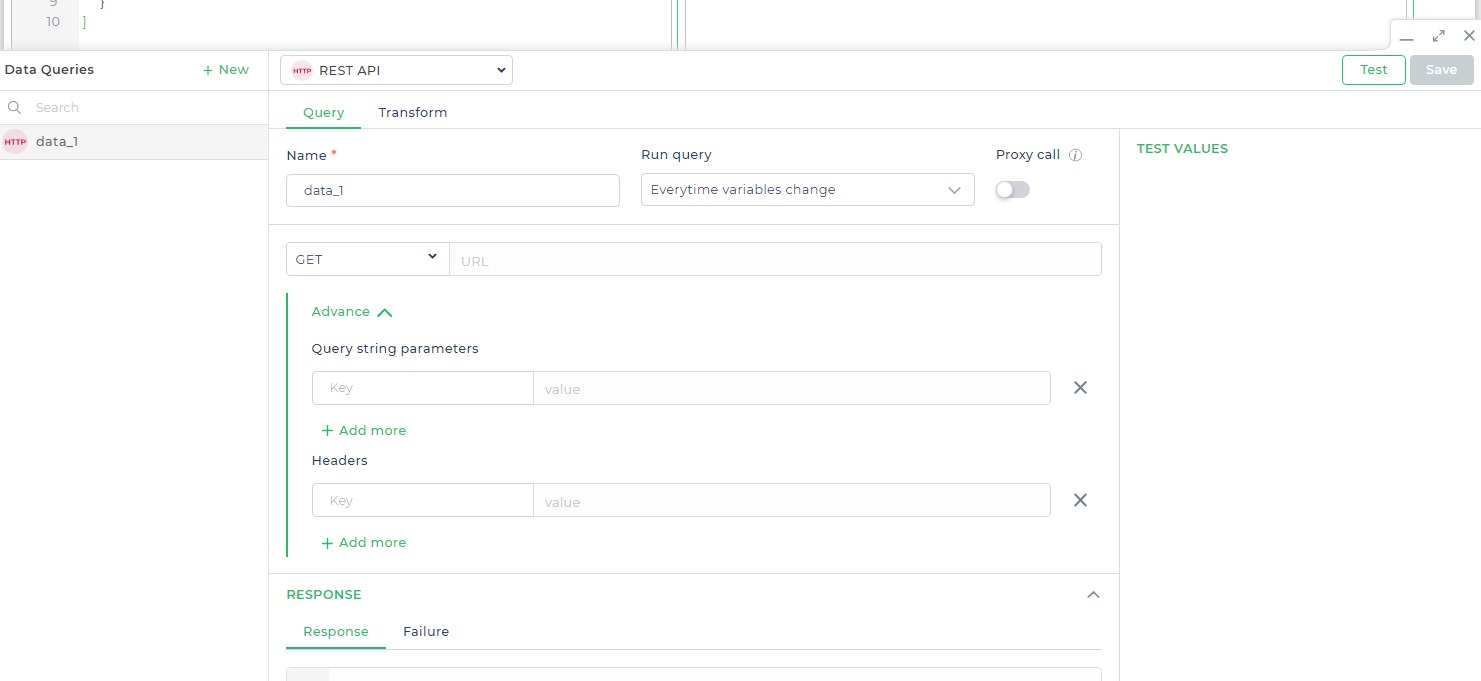 9 }
10 ]
Data Queries
+ New
HTTP REST API
Test
Save
Search
Query
Transform
HTTP data_1
TEST VALUES
Name *
Run query
Proxy call i
data_1
Everytime variables change
GET
URL
Advance
Query string parameters
Key
value
+ Add more
Headers
Key
value
+ Add more
RESPONSE
Response
Failure